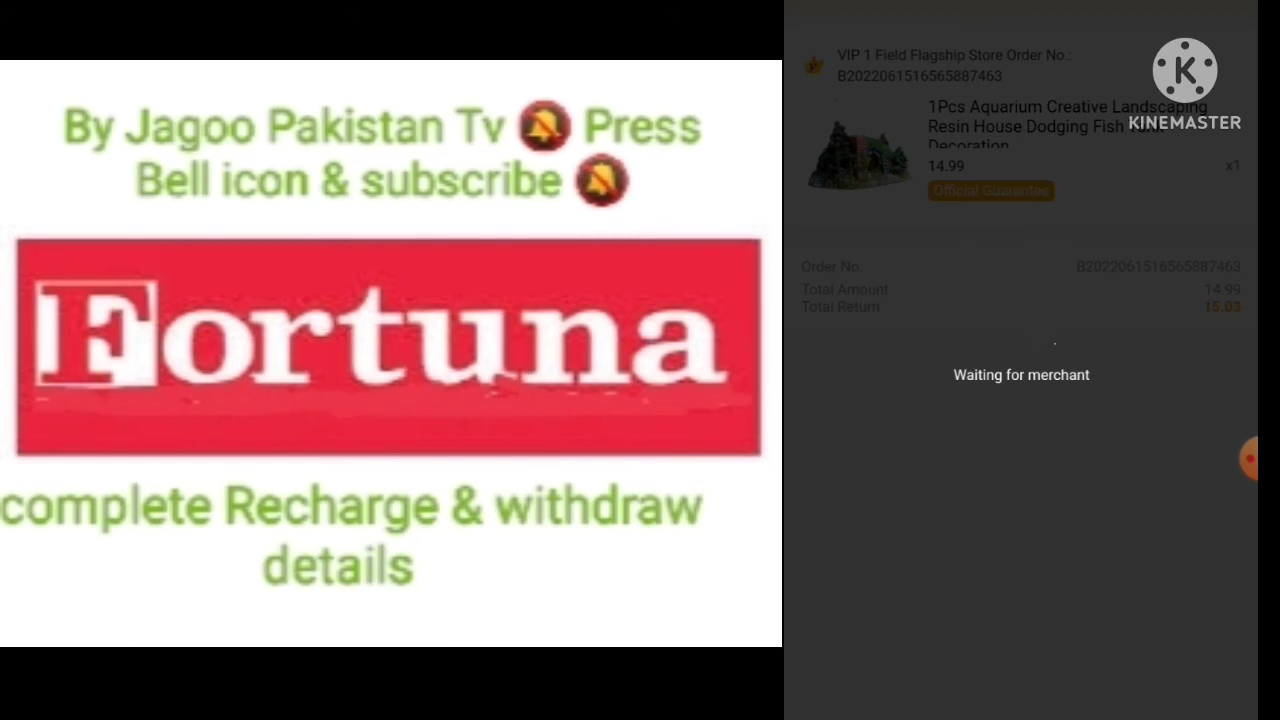 By Jagoo Pakistan Tv 🔕 Press
Bell icon & subscribe 🔕
Fortuna
complete Recharge & withdraw
details
VIP 1 Field Flagship Store Order No.:
B2022061516565887463
1Pcs Aquarium Creative Landscaping
Resin House Dodging Fish Tank
Decoration
14.99
x1
Official Guarantee
Order No.
B2022061516565887463
Total Amount
14.99
Total Return
15.03
Waiting for merchant
K
KINEMASTER